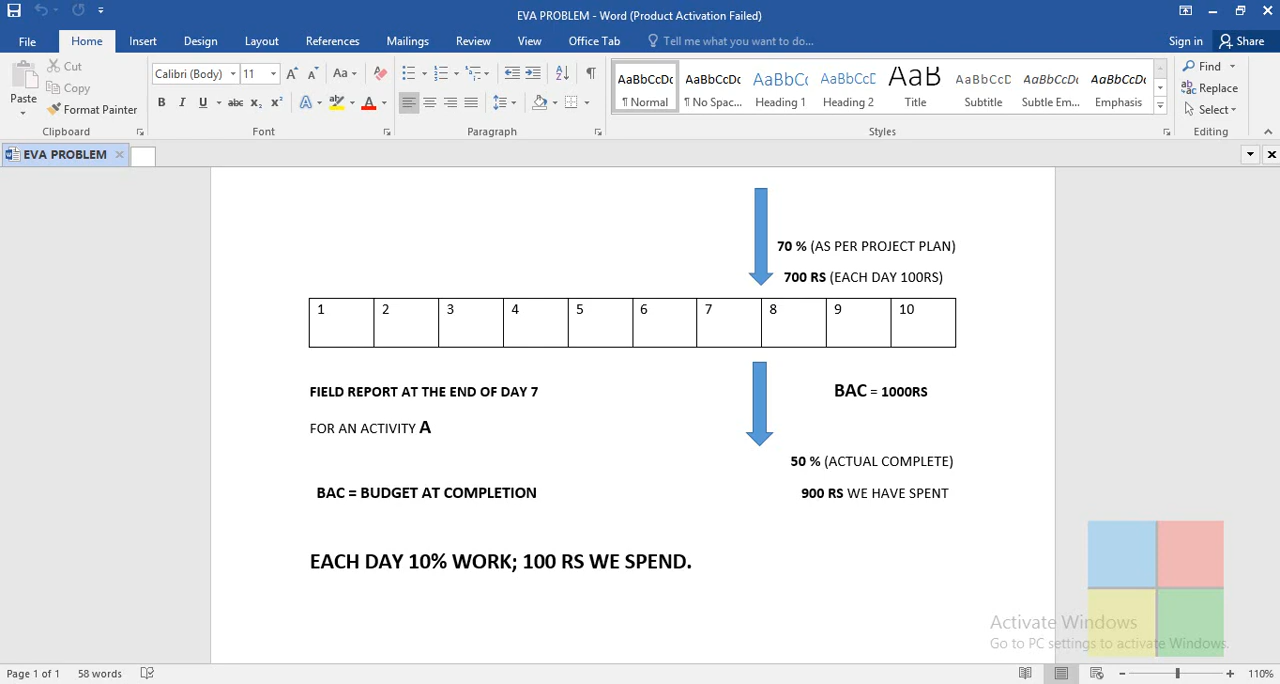 EVA PROBLEM - Word (Product Activation Failed)
File Home Insert Design Layout References Mailings Review View Office Tab Tell me what you want to do... Sign in Share
Paste
Cut
Copy
Format Painter
Calibri (Body) 11
B I U abc X₂ X²
Aa
AaBbCcDc AaBbCcDc AaBbCc AaBbCcD AaB AaBbCcD AaBbCcDc AaBbCcDc
¶ Normal ¶ No Spac... Heading 1 Heading 2 Title Subtitle Subtle Em... Emphasis
Find
Replace
Select
Clipboard Font Paragraph Styles Editing
EVA PROBLEM
70 % (AS PER PROJECT PLAN)
700 RS (EACH DAY 100RS)
1 2 3 4 5 6 7 8 9 10
FIELD REPORT AT THE END OF DAY 7 BAC = 1000RS
FOR AN ACTIVITY A
50 % (ACTUAL COMPLETE)
BAC = BUDGET AT COMPLETION 900 RS WE HAVE SPENT
EACH DAY 10% WORK; 100 RS WE SPEND.
Activate Windows
Go to PC settings to activate Windows.
Page 1 of 1 58 words 110%